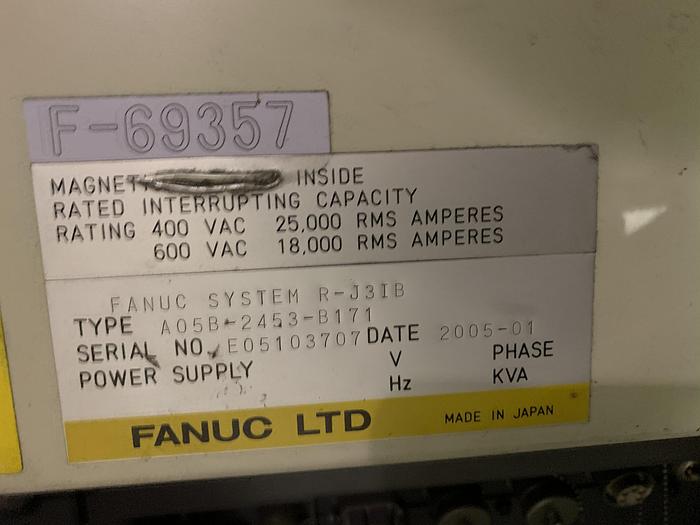 F-69357
INSIDE
RATED INTERRUPTING CAPACITY
RATING 400 VAC 25,000 RMS AMPERES
600 VAC 18,000 RMS AMPERES
FANUC SYSTEM R-J3IB
TYPE A05B-2453-B171
SERIAL NO. E05103707 DATE 2005-01
POWER SUPPLY V PHASE
Hz KVA
FANUC LTD MADE IN JAPAN